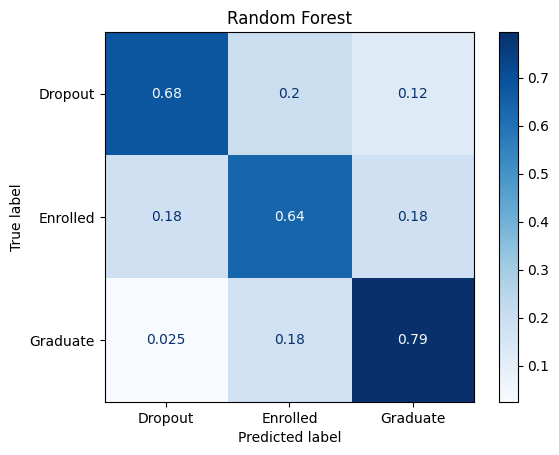 Random Forest
True label
Dropout
0.68
0.2
0.12
Enrolled
0.18
0.64
0.18
Graduate
0.025
0.18
0.79
Dropout
Enrolled
Graduate
Predicted label
0.7
0.6
0.5
0.4
0.3
0.2
0.1